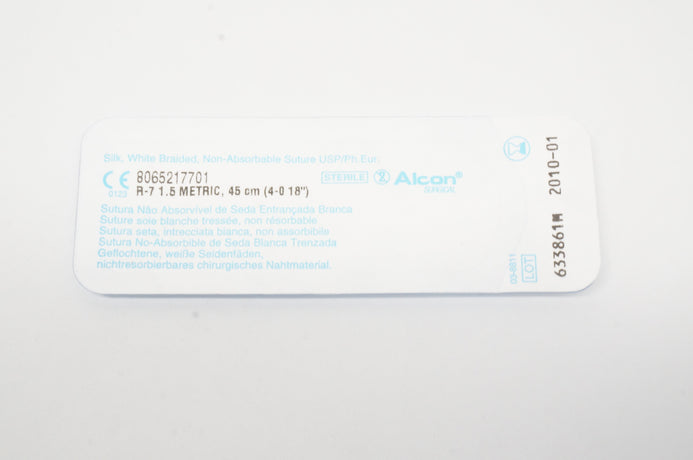 Silk, White Braided, Non-Absorbable Suture USP/Ph Eur.
CE 8065217701 STERILE 2 Alcon®
0123 R-7 1.5 METRIC, 45 cm (4-0 18") SURGICAL
Sutura Não Absorvível de Seda Entrançada Branca
Suture soie blanche tressée, non résorbable
Sutura seta, intrecciata bianca, non assorbibile
Sutura No-Absorbible de Seda Blanca Trenzada
Geflochtene, weiße Seidenfäden,
nichtresorbierbares chirurgisches Nahtmaterial.
LOT 633861M 2010-01